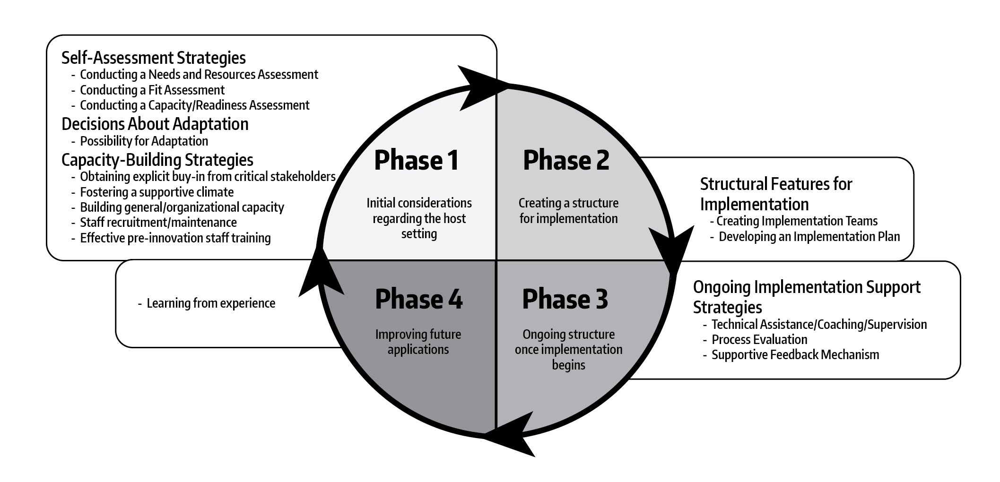 Self-Assessment Strategies
- Conducting a Needs and Resources Assessment
- Conducting a Fit Assessment
- Conducting a Capacity/Readiness Assessment
Decisions About Adaptation
- Possibility for Adaptation
Capacity-Building Strategies
- Obtaining explicit buy-in from critical stakeholders
- Fostering a supportive climate
- Building general/organizational capacity
- Staff recruitment/maintenance
- Effective pre-innovation staff training
Phase 1
Initial considerations
regarding the host
setting
Phase 2
Creating a structure
for implementation
Structural Features for
Implementation
- Creating Implementation Teams
- Developing an Implementation Plan
Phase 3
Ongoing structure
once implementation
begins
Ongoing Implementation Support
Strategies
- Technical Assistance/Coaching/Supervision
- Process Evaluation
- Supportive Feedback Mechanism
Phase 4
Improving future
applications
- Learning from experience